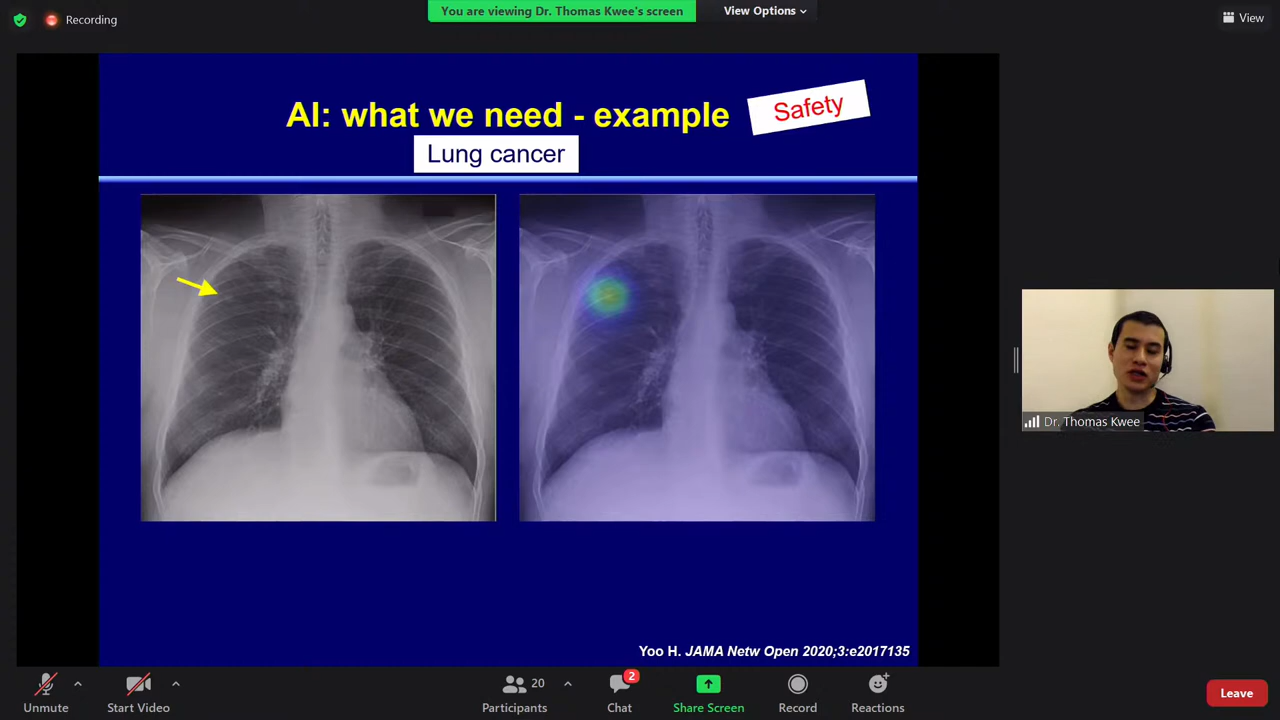 Recording
You are viewing Dr. Thomas Kwee's screen
View Options
View
AI: what we need - example
Safety
Lung cancer
Dr. Thomas Kwee
Yoo H. JAMA Netw Open 2020;3:e2017135
20
2
Unmute
Start Video
Participants
Chat
Share Screen
Record
Reactions
Leave